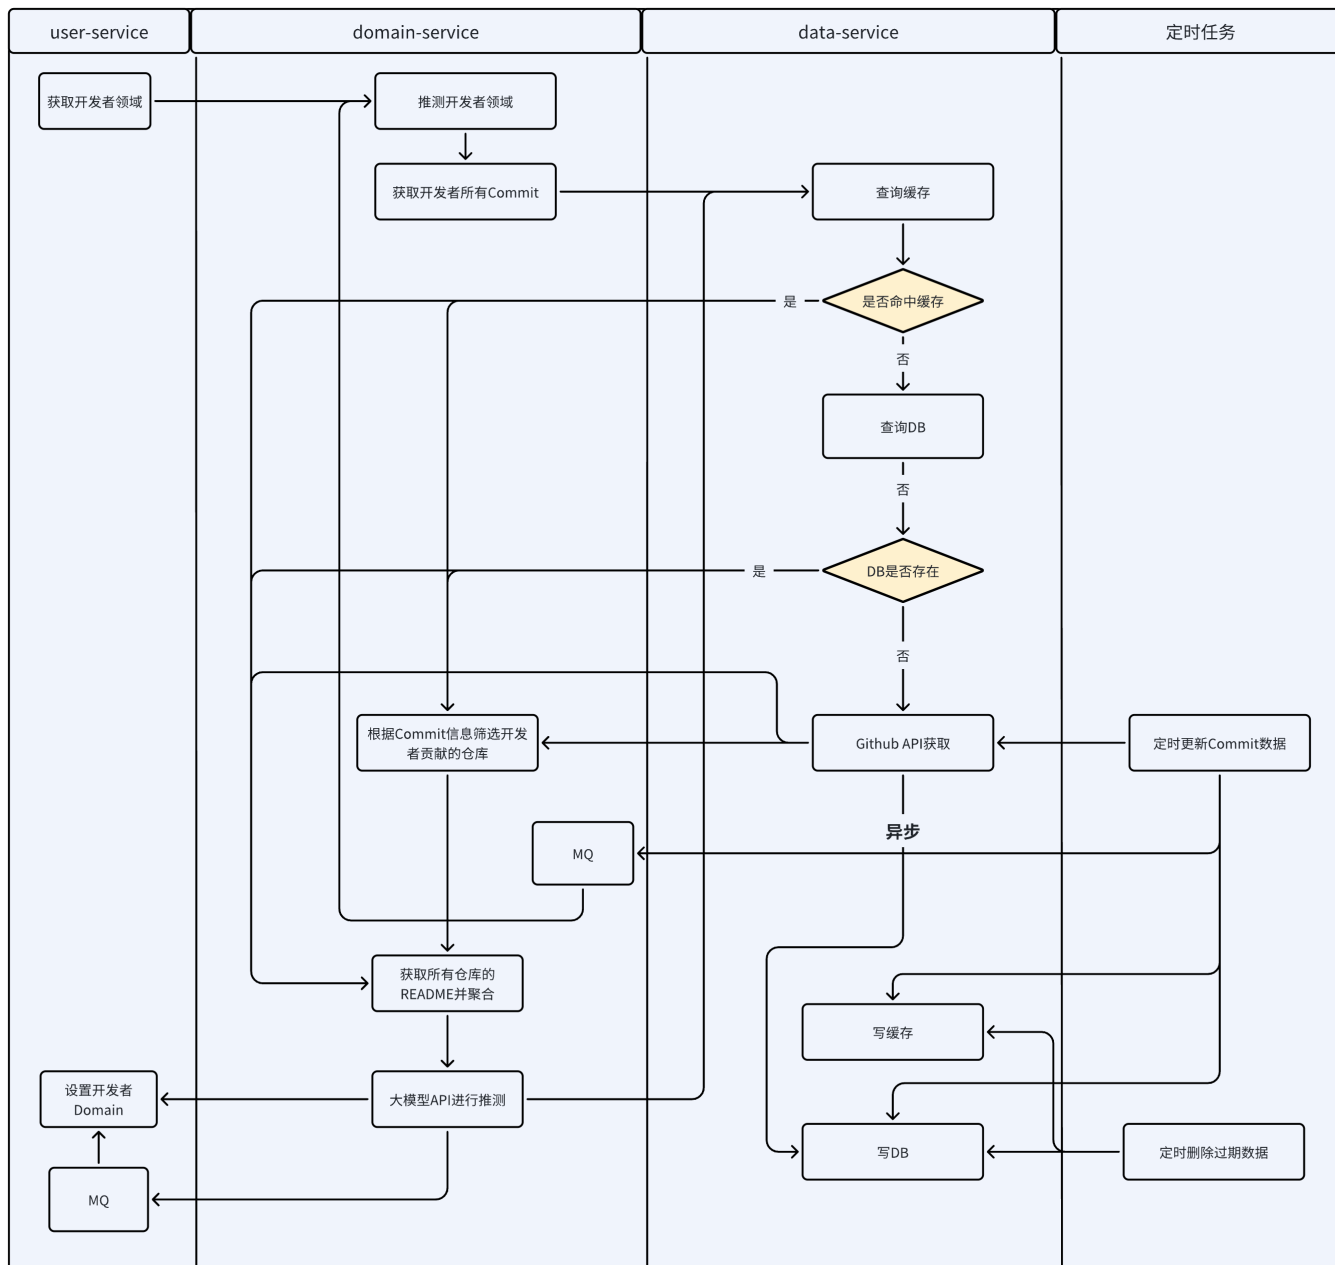 user-service
domain-service
data-service
定时任务
获取开发者领域
推测开发者领域
获取开发者所有Commit
查询缓存
是
是否命中缓存
否
查询DB
否
是
DB是否存在
否
根据Commit信息筛选开发
者贡献的仓库
Github API获取
定时更新Commit数据
异步
MQ
获取所有仓库的
README并聚合
写缓存
设置开发者
Domain
大模型API进行推测
写DB
定时删除过期数据
MQ